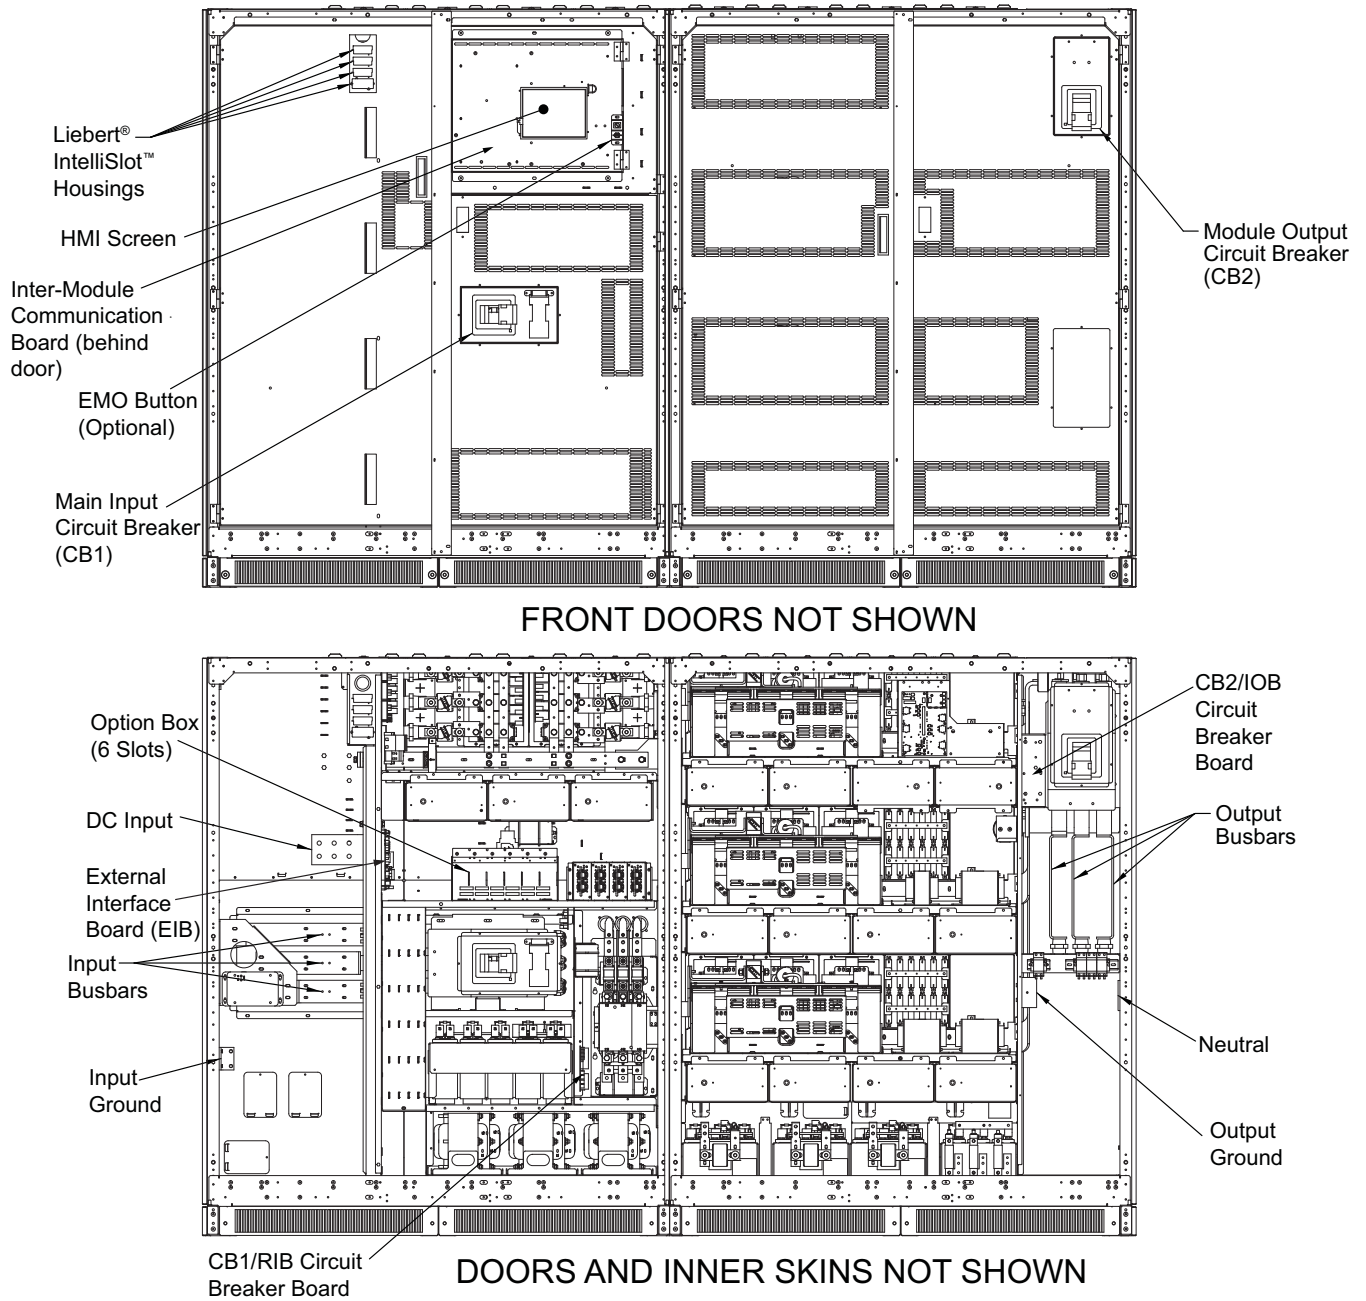 Liebert®
IntelliSlot™
Housings
HMI Screen
Inter-Module
Communication
Board (behind
door)
EMO Button
(Optional)
Main Input
Circuit Breaker
(CB1)
Module Output
Circuit Breaker
(CB2)
FRONT DOORS NOT SHOWN
Option Box
(6 Slots)
DC Input
External
Interface
Board (EIB)
Input
Busbars
Input
Ground
CB1/RIB Circuit
Breaker Board
CB2/IOB
Circuit
Breaker
Board
Output
Busbars
Neutral
Output
Ground
DOORS AND INNER SKINS NOT SHOWN